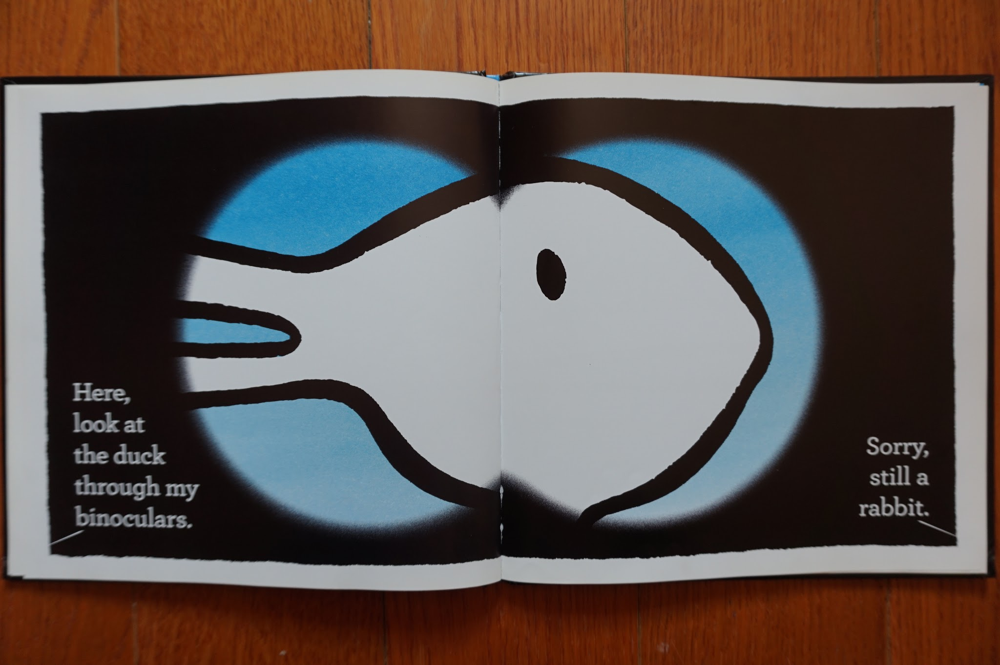 Here,
look at
the duck
through my
binoculars.
Sorry,
still a
rabbit.